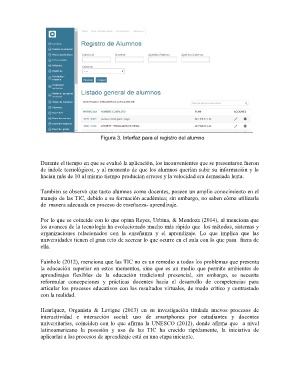 Registro de Alumnos
Listado general de alumnos
Figura 3. Interfaz para el registro del alumno
Durante el tiempo en que se evaluó la aplicación, los inconvenientes que se presentaron fueron
de índole tecnológicos, y al momento de que los alumnos querían subir su información y lo
hacían más de 10 al mismo tiempo producían errores y la velocidad era demasiado lenta.
También se observó que tanto alumnos como docentes, poseen un amplio conocimiento en el
manejo de las TIC, debido a su formación académica; sin embargo, no saben cómo utilizarla
de manera adecuada en proceso de enseñanza- aprendizaje.
Por lo que se coincide con lo que opina Reyes, Urbina, & Mendoza (2014), al menciona que
los avances de la tecnología ha evolucionado mucho más rápido que los métodos, sistemas y
organizaciones relacionados con la enseñanza y el aprendizaje. Lo que implica que las
universidades tienen el gran reto de acercar lo que ocurre en el aula con lo que pasa fuera de
ella.
(2012), menciona que las TIC no es un remedio a todos los problemas que presenta
la educación superior en estos momentos, sino que es un medio que permite ambientes de
aprendizajes flexibles de la educación tradicional presencial, sin embargo, se necesita
reformular concepciones y prácticas docentes hacia el desarrollo de competencias para
articular los procesos educativos con los resultados virtuales, de modo crítico y contrastado
con la realidad.
Henríquez, Organista & Lavigne (2013) en su investigación titulada nuevos procesos de
interactividad e interacción social: uso de smartphones por estudiantes y docentes
universitarios, coinciden con lo que afirma la UNESCO (2012), donde afirma que a nivel
latinoamericano la posesión y uso de las TIC ha crecido rápidamente, la iniciativa de
aplicarlas a los procesos de aprendizaje está en una etapa iniciarle.